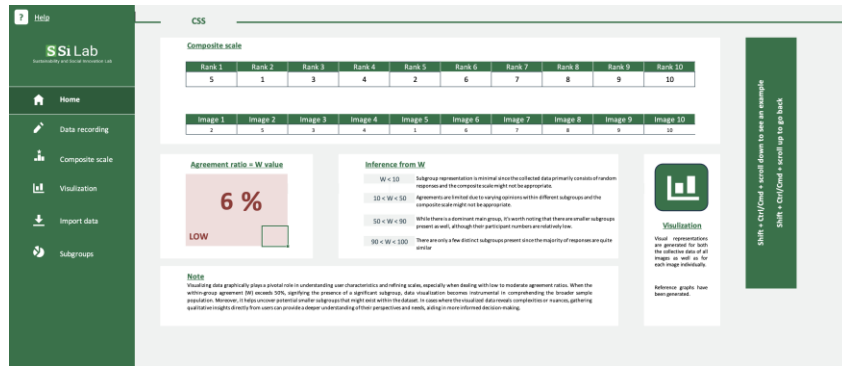 ? Help
CSS
SSi Lab
Sustainability and Social Innovation Lab
Home
Data recording
Composite scale
Visulization
Import data
Subgroups
Composite scale
Rank 1 Rank 2 Rank 3 Rank 4 Rank 5 Rank 6 Rank 7 Rank 8 Rank 9 Rank 10
5 1 3 4 2 6 7 8 9 10
Image 1 Image 2 Image 3 Image 4 Image 5 Image 6 Image 7 Image 8 Image 9 Image 10
2 5 3 4 1 6 7 8 9 10
Agreement ratio = W value
6 %
LOW
Inference from W
W < 10 Subgroup representation is minimal since the collected data primarily consists of random
responses and the composite scale might not be appropriate.
10 < W < 50 Agreements are limited due to varying opinions within different subgroups and the
composite scale might not be appropriate.
50 < W < 90 While there is a dominant main group, it's worth noting that there are smaller subgroups
present as well, although their participant numbers are relatively low.
90 < W < 100 There are only a few distinct subgroups present since the majority of responses are quite
similar
Visulization
Visual representations
are generated for both
the collective data of all
images as well as for
each image individually.
Reference graphs have
been generated.
Note
Visualizing data graphically plays a pivotal role in understanding user characteristics and refining scales, especially when dealing with low to moderate agreement ratios. When the
within-group agreement (W) exceeds 50%, signifying the presence of a significant subgroup, data visualization becomes instrumental in comprehending the broader sample
population. Moreover, it helps uncover potential smaller subgroups that might exist within the dataset. In cases where the visualized data reveals complexities or nuances, gathering
qualitative insights directly from users can provide a deeper understanding of their perspectives and needs, aiding in more informed decision-making.
Shift + Ctrl/Cmd + scroll down to see an example
Shift + Ctrl/Cmd + scroll up to go back